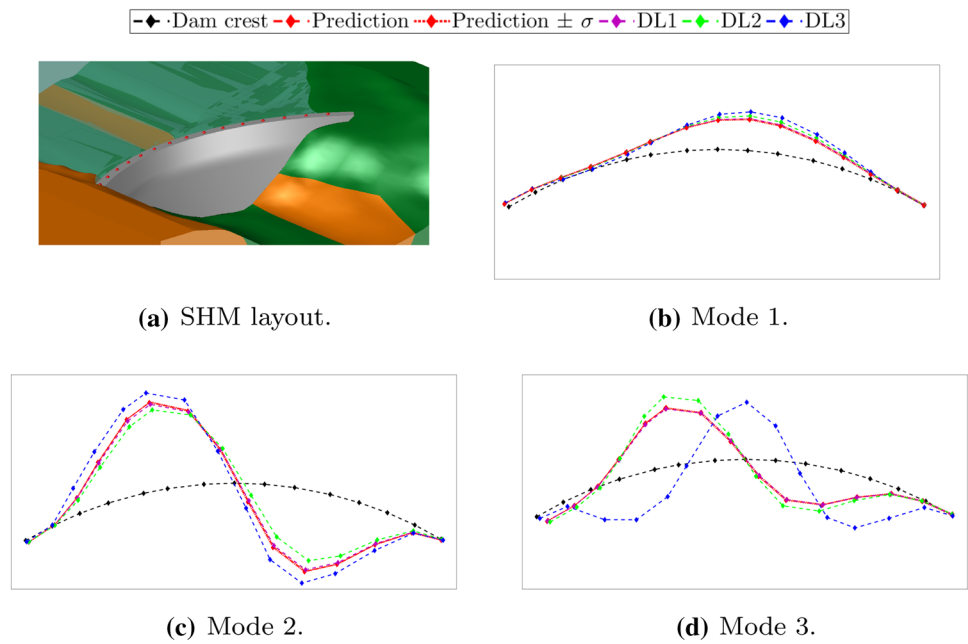 Dam crest Prediction Prediction ± σ DL1 DL2 DL3
(a) SHM layout.
(b) Mode 1.
(c) Mode 2.
(d) Mode 3.